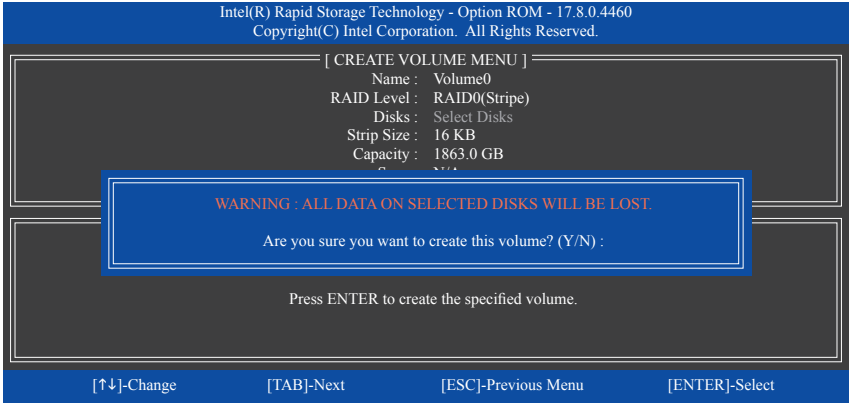 Intel(R) Rapid Storage Technology - Option ROM - 17.8.0.4460
Copyright(C) Intel Corporation. All Rights Reserved.
[ CREATE VOLUME MENU ]
Name : Volume0
RAID Level : RAID0(Stripe)
Disks : Select Disks
Strip Size : 16 KB
Capacity : 1863.0 GB
WARNING : ALL DATA ON SELECTED DISKS WILL BE LOST.
Are you sure you want to create this volume? (Y/N) :
Press ENTER to create the specified volume.
[↑↓]-Change [TAB]-Next [ESC]-Previous Menu [ENTER]-Select